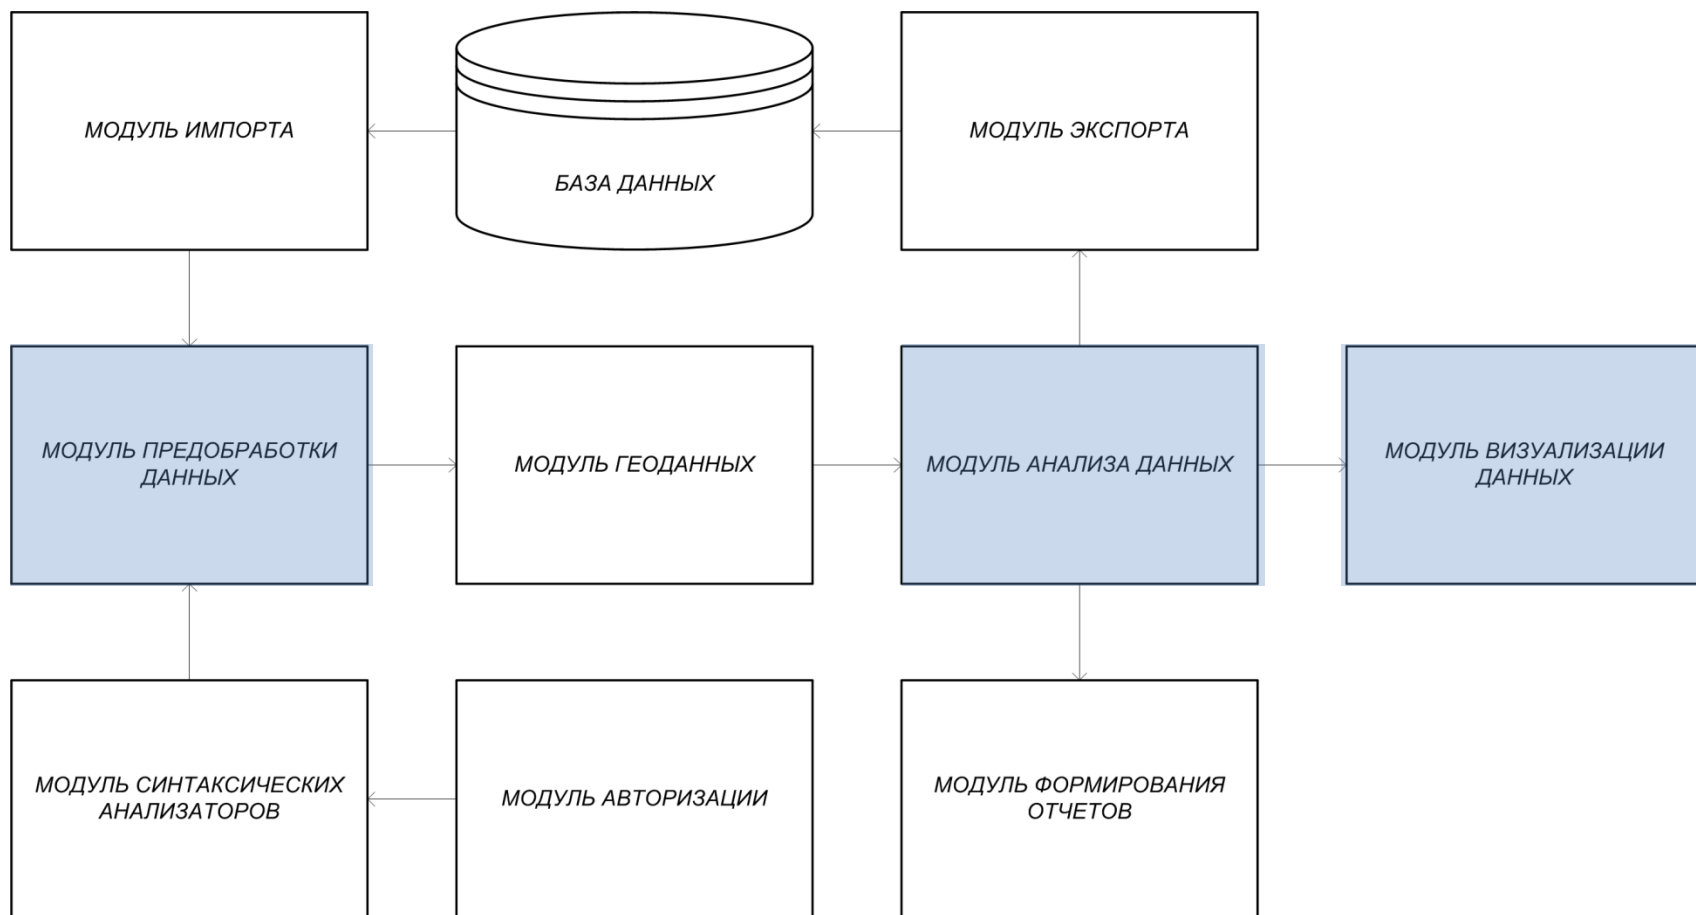 МОДУЛЬ ИМПОРТА
БАЗА ДАННЫХ
МОДУЛЬ ЭКСПОРТА
МОДУЛЬ ПРЕДОБРАБОТКИ
ДАННЫХ
МОДУЛЬ ГЕОДАННЫХ
МОДУЛЬ АНАЛИЗА ДАННЫХ
МОДУЛЬ ВИЗУАЛИЗАЦИИ
ДАННЫХ
МОДУЛЬ СИНТАКСИЧЕСКИХ
АНАЛИЗАТОРОВ
МОДУЛЬ АВТОРИЗАЦИИ
МОДУЛЬ ФОРМИРОВАНИЯ
ОТЧЕТОВ